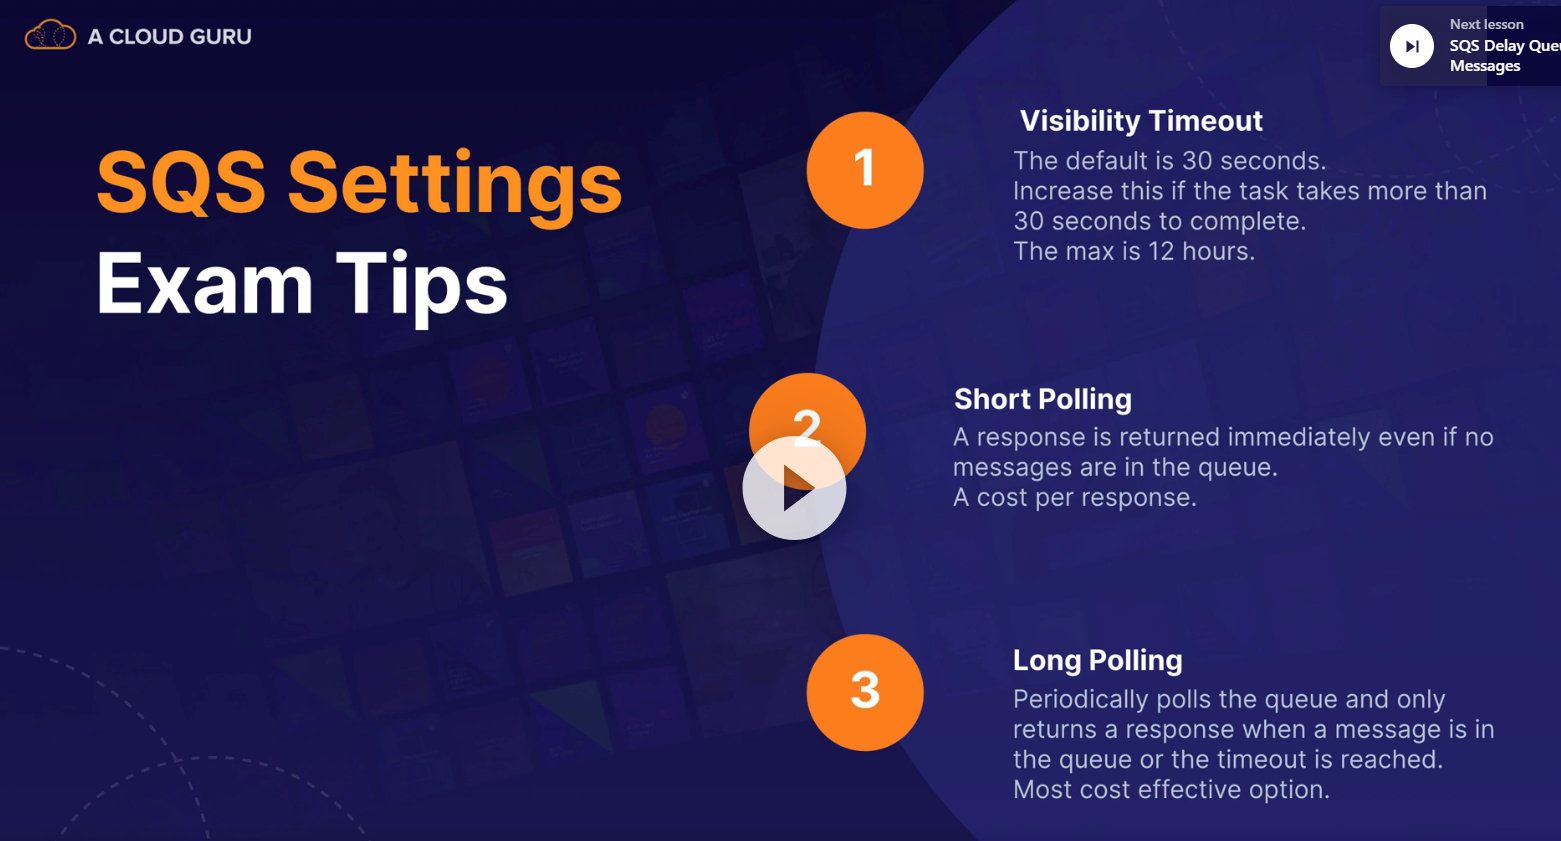 A CLOUD GURU
Next lesson
SQS Delay
Messages
SQS Settings
Exam Tips
1
Visibility Timeout
The default is 30 seconds.
Increase this if the task takes more than
30 seconds to complete.
The max is 12 hours.
2
Short Polling
A response is returned immediately even if no
messages are in the queue.
A cost per response.
3
Long Polling
Periodically polls the queue and only
returns a response when a message is in
the queue or the timeout is reached.
Most cost effective option.